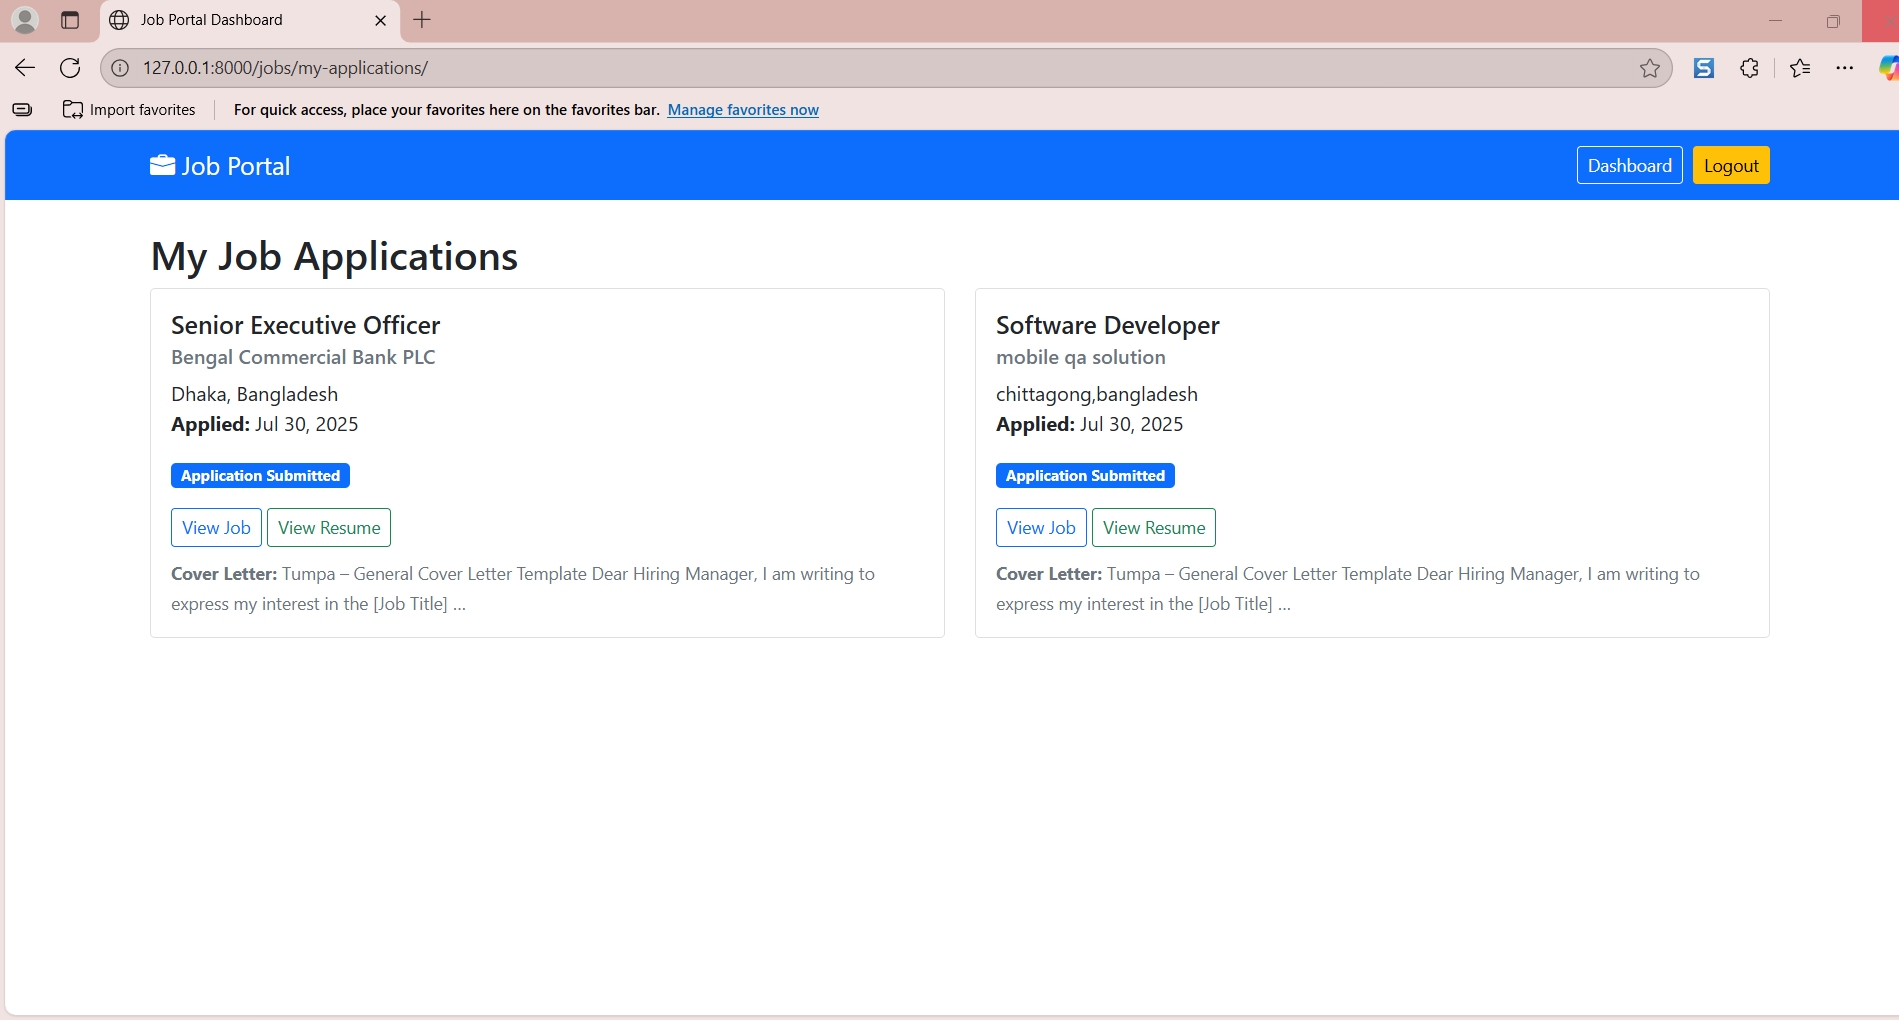 Job Portal Dashboard
127.0.0.1:8000/jobs/my-applications/
Import favorites
For quick access, place your favorites here on the favorites bar. Manage favorites now
Job Portal
Dashboard
Logout
My Job Applications
Senior Executive Officer
Bengal Commercial Bank PLC
Dhaka, Bangladesh
Applied: Jul 30, 2025
Application Submitted
View Job
View Resume
Cover Letter: Tumpa – General Cover Letter Template Dear Hiring Manager, I am writing to
express my interest in the [Job Title] ...
Software Developer
mobile qa solution
chittagong,bangladesh
Applied: Jul 30, 2025
Application Submitted
View Job
View Resume
Cover Letter: Tumpa – General Cover Letter Template Dear Hiring Manager, I am writing to
express my interest in the [Job Title] ...